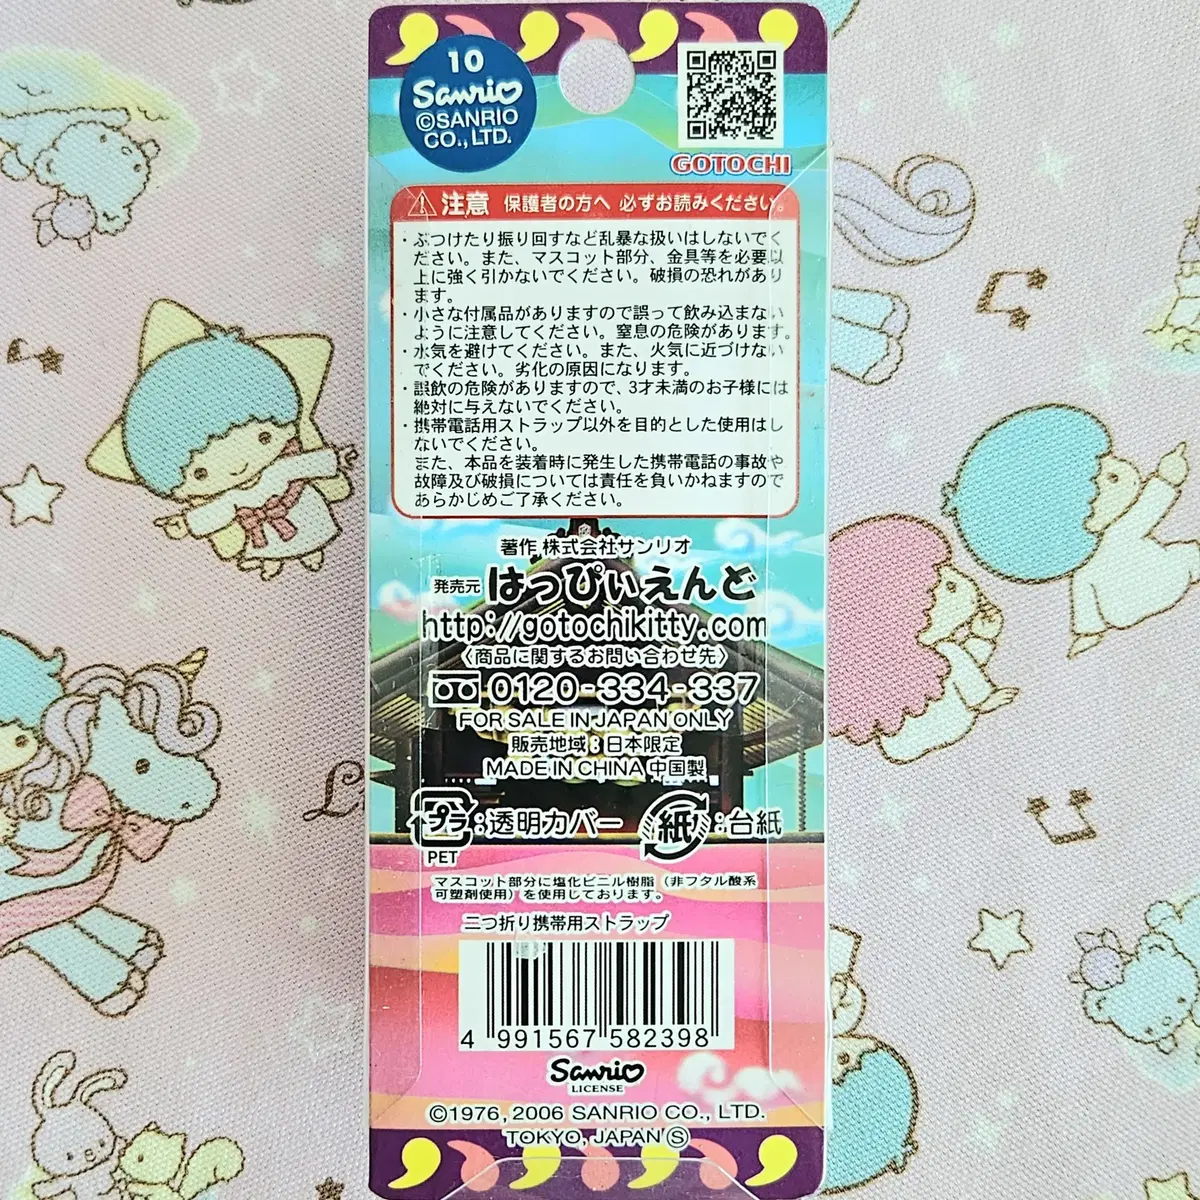 10
Sanrio
©SANRIO
CO., LTD.
GOTOCHI
注意 保護者の方へ 必ずお読みください。
・ぶつけたり振り回すなど乱暴な扱いはしないでく
ださい。また、マスコット部分、金具等を必要以
上に強く引かないでください。破損の恐れがあり
ます。
・小さな付属品がありますので誤って飲み込まない
ように注意してください。窒息の危険があります。
・水気を避けてください。また、火気に近づけない
でください。劣化の原因になります。
・誤飲の危険がありますので、3才未満のお子様には
絶対に与えないでください。
・携帯電話用ストラップ以外を目的とした使用はし
ないでください。
また、本品を装着時に発生した携帯電話の事故や
故障及び破損については責任を負いかねますので
あらかじめご了承ください。
著作 株式会社サンリオ
発売元 はっぴぃえんど
http://gotochikitty.com
〈商品に関するお問い合わせ先〉
0120-334-337
FOR SALE IN JAPAN ONLY
販売地域：日本限定
MADE IN CHINA 中国製
プラ:透明カバー 紙:台紙
PET
マスコット部分に塩化ビニル樹脂（非フタル酸系
可塑剤使用）を使用しております。
二つ折り携帯用ストラップ
4 991567 582398
Sanrio
LICENSE
©1976, 2006 SANRIO CO., LTD.
TOKYO, JAPAN Ⓢ